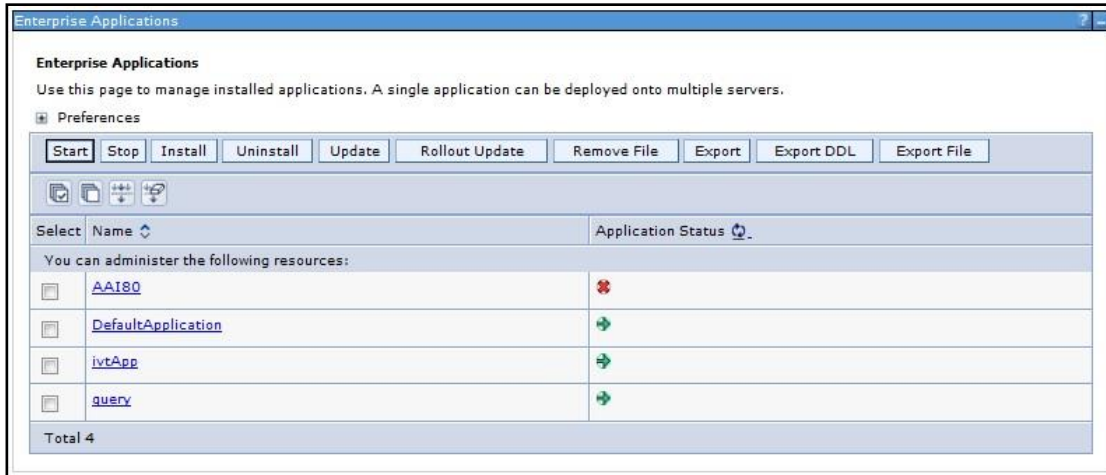 Enterprise Applications ? –
Enterprise Applications
Use this page to manage installed applications. A single application can be deployed onto multiple servers.
Preferences
Start Stop Install Uninstall Update Rollout Update Remove File Export Export DDL Export File
Select Name Application Status
You can administer the following resources:
AAI80
DefaultApplication
ivtApp
query
Total 4